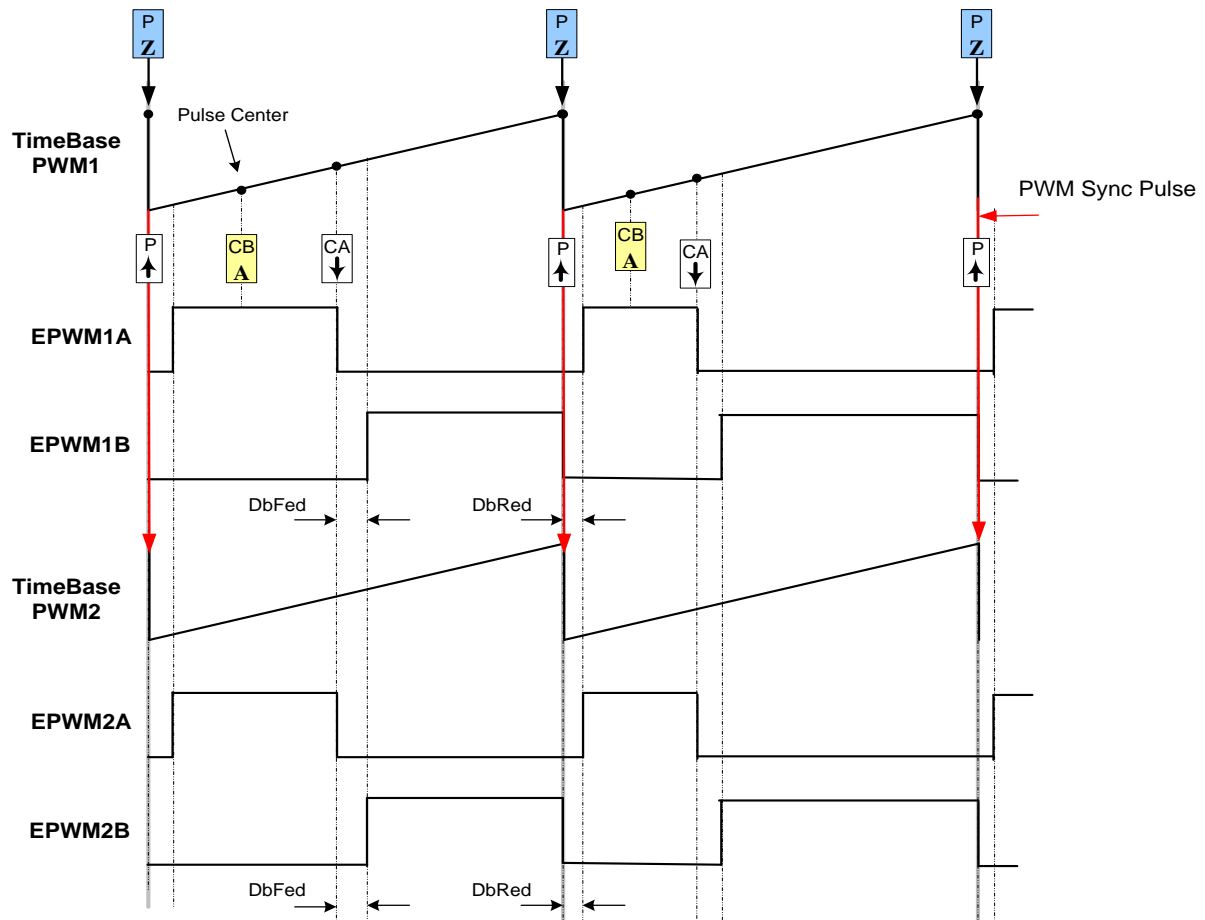 P
Z
P
Z
P
Z
Pulse Center
TimeBase
PWM1
PWM Sync Pulse
P
CB
A
CA
P
CB
A
CA
P
EPWM1A
EPWM1B
DbFed
DbRed
TimeBase
PWM2
EPWM2A
EPWM2B
DbFed
DbRed